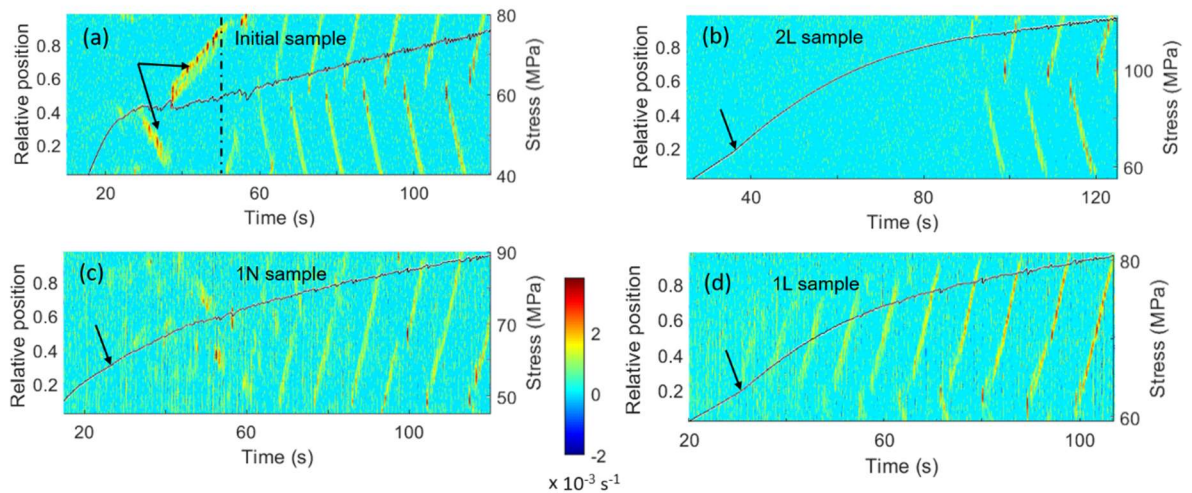 (a)
Initial sample
Relative position
0.8
0.6
0.4
0.2
80
60
40
Stress (MPa)
20
60
100
Time (s)
(b)
2L sample
Relative position
0.8
0.6
0.4
0.2
100
60
Stress (MPa)
40
80
120
Time (s)
(c)
1N sample
Relative position
0.8
0.6
0.4
0.2
90
70
50
Stress (MPa)
20
60
100
Time (s)
2
0
-2
x 10⁻³ s⁻¹
(d)
1L sample
Relative position
0.8
0.6
0.4
0.2
80
60
Stress (MPa)
20
60
100
Time (s)